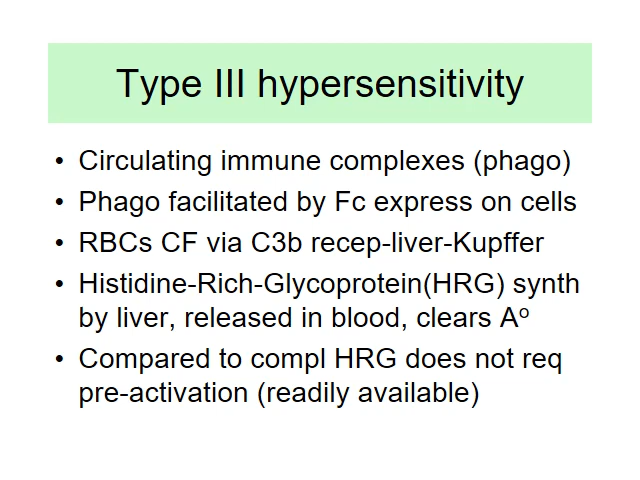 Type III hypersensitivity
• Circulating immune complexes (phago)
• Phago facilitated by Fc express on cells
• RBCs CF via C3b recep-liver-Kupffer
• Histidine-Rich-Glycoprotein(HRG) synth
by liver, released in blood, clears Aº
• Compared to compl HRG does not req
pre-activation (readily available)